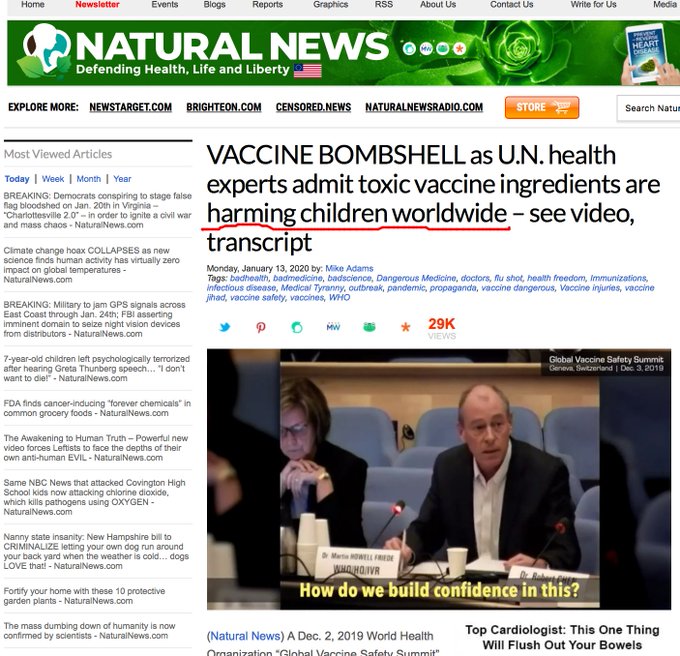 Home Newsletter Events Blogs Reports Graphics RSS About Us Contact Us Write for Us Media
NATURAL NEWS
Defending Health, Life and Liberty
MW
PREVENT
HEART
DISEASE
EXPLORE MORE: NEWSTARGET.COM BRIGHTEON.COM CENSORED.NEWS NATURALNEWSRADIO.COM STORE Search Natur
Most Viewed Articles
Today | Week | Month | Year
BREAKING: Democrats conspiring to stage false
flag bloodshed on Jan. 20th in Virginia –
"Charlottesville 2.0" – in order to ignite a civil war
and mass chaos - NaturalNews.com
Climate change hoax COLLAPSES as new
science finds human activity has virtually zero
impact on global temperatures -
NaturalNews.com
BREAKING: Military to jam GPS signals across
East Coast through Jan. 24th; FBI asserting
imminent domain to seize night vision devices
from distributors - NaturalNews.com
7-year-old children left psychologically terrorized
after hearing Greta Thunberg speech… "I don't
want to die!" - NaturalNews.com
FDA finds cancer-inducing "forever chemicals" in
common grocery foods - NaturalNews.com
The Awakening to Human Truth – Powerful new
video forces Leftists to face the depths of their
own anti-human EVIL - NaturalNews.com
Same NBC News that attacked Covington High
School kids now attacking chlorine dioxide,
which kills pathogens using OXYGEN -
NaturalNews.com
Nanny state insanity: New Hampshire bill to
CRIMINALIZE letting your own dog run around
your back yard when the weather is cold… dogs
LOVE that! - NaturalNews.com
Fortify your home with these 10 protective
garden plants - NaturalNews.com
The mass dumbing down of humanity is now
confirmed by scientists - NaturalNews.com
VACCINE BOMBSHELL as U.N. health
experts admit toxic vaccine ingredients are
harming children worldwide – see video,
transcript
Monday, January 13, 2020 by: Mike Adams
Tags: badhealth, badmedicine, badscience, Dangerous Medicine, doctors, flu shot, health freedom, Immunizations,
infectious disease, Medical Tyranny, outbreak, pandemic, propaganda, vaccine dangerous, Vaccine injuries, vaccine
jihad, vaccine safety, vaccines, WHO
MW
29K
VIEWS
Global Vaccine Safety Summit
Geneva, Switzerland | Dec. 3, 2019
Dr Martin HOWELL FRIEDE
WHO/HQ/IVR
Dr. Robert CHEN
How do we build confidence in this?
(Natural News) A Dec. 2, 2019 World Health
Organization "Global Vaccine Safety Summit"
Top Cardiologist: This One Thing
Will Flush Out Your Bowels